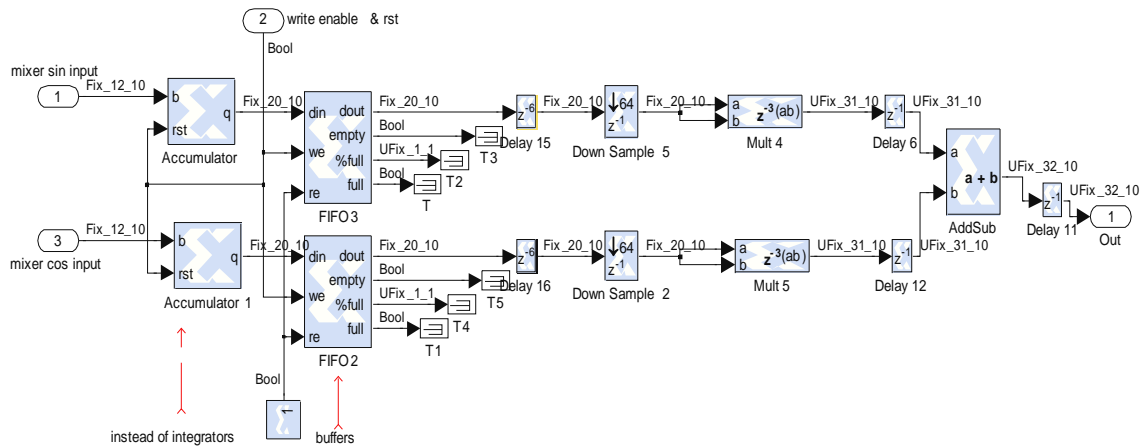 2
write enable & rst
Bool
mixer sin input
1
Fix_12_10
b
rst
q
Accumulator
Fix_20_10
din
we
re
dout
empty
%full
full
FIFO3
Fix_20_10
Bool
UFix_1_1
Bool
T3
T2
T
z-6
Delay 15
Fix_20_10
↓64
z-1
Down Sample 5
Fix_20_10
a
b
z-3(ab)
Mult 4
UFix_31_10
z-1
Delay 6
UFix_31_10
a
b
a + b
AddSub
UFix_32_10
z-1
Delay 11
UFix_32_10
1
Out
3
mixer cos input
Fix_12_10
b
rst
q
Accumulator 1
Fix_20_10
din
we
re
dout
empty
%full
full
FIFO2
Fix_20_10
Bool
UFix_1_1
Bool
T5
T4
T1
z-6
Delay 16
Fix_20_10
↓64
z-1
Down Sample 2
Fix_20_10
a
b
z-3(ab)
Mult 5
UFix_31_10
z-1
Delay 12
UFix_31_10
Bool
1
instead of integrators
buffers